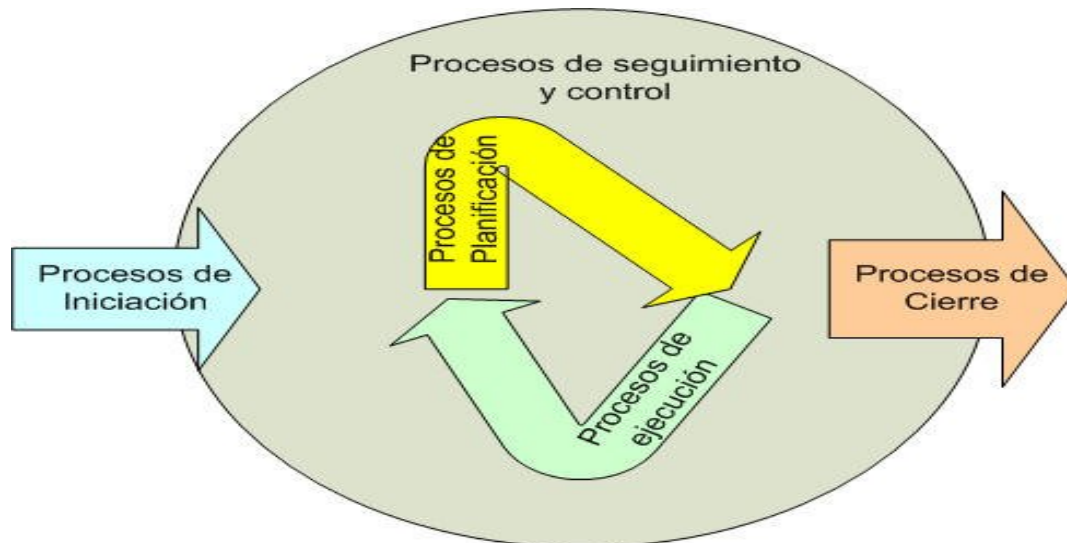 Procesos de seguimiento
y control
Procesos de
Planificación
Procesos de
Iniciación
Procesos de
Cierre
Procesos de
ejecución